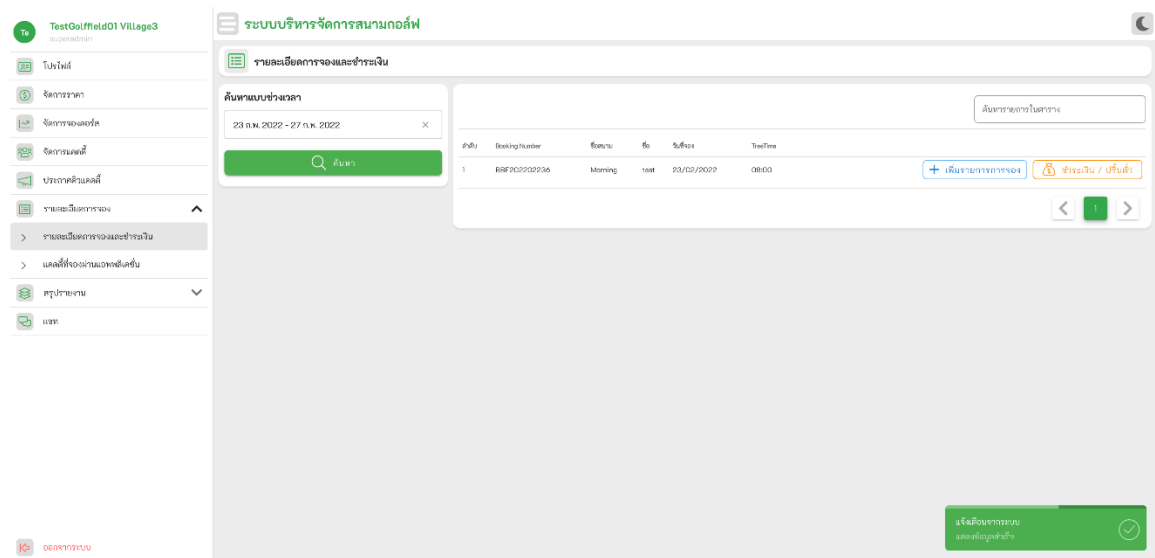 Te
TestGolffield01 Village3
superadmin
โปรไฟล์
จัดการราคา
จัดการจองคอร์ส
จัดการแคดดี้
ประกาศคิวแคดดี้
รายละเอียดการจอง
รายละเอียดการจองและชำระเงิน
แคดดี้ที่จองผ่านแอพพลิเคชั่น
สรุปรายงาน
แชท
ออกจากระบบ
ระบบบริหารจัดการสนามกอล์ฟ
รายละเอียดการจองและชำระเงิน
ค้นหาแบบช่วงเวลา
23 ก.พ. 2022 - 27 ก.พ. 2022
ค้นหา
ค้นหารายการในตาราง
ลำดับ Booking Number ชื่อสนาม ชื่อ วันที่จอง TreeTime
1 BBF202202236 Morning test 23/02/2022 08:00 เพิ่มรายการการจอง ชำระเงิน / ปริ้นตั๋ว
1
แจ้งเตือนจากระบบ
แสดงข้อมูลสำเร็จ